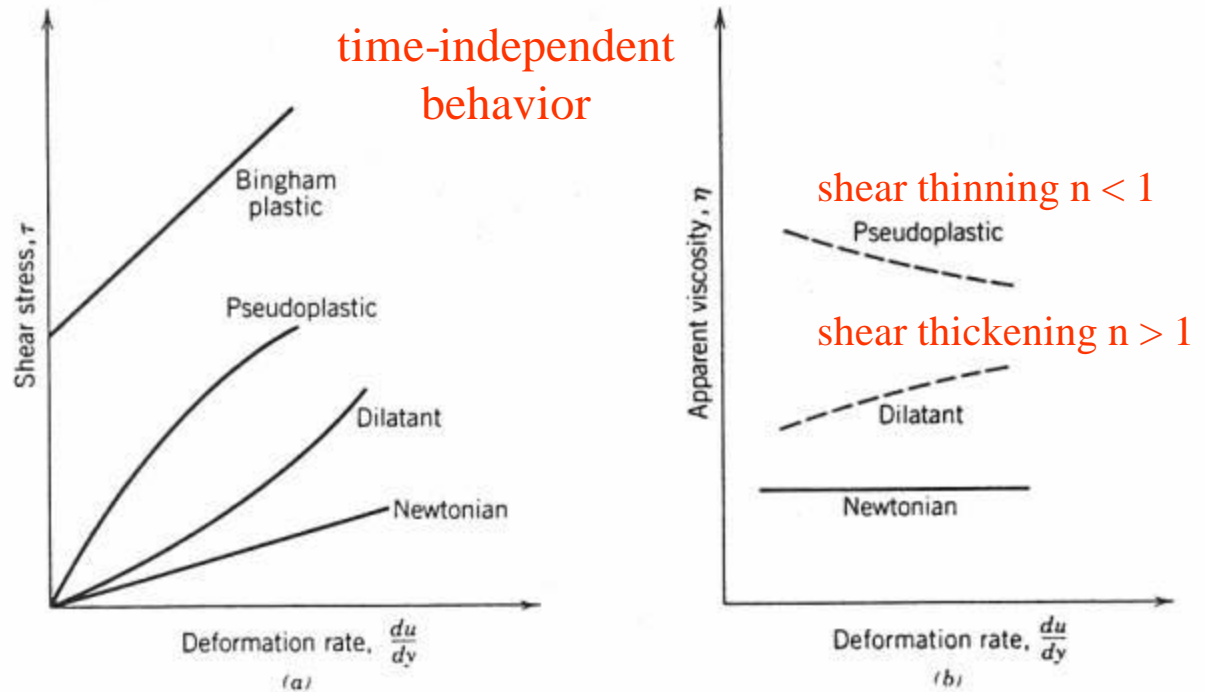 time-independent
behavior
Bingham
plastic
Pseudoplastic
Dilatant
Newtonian
Shear stress, τ
Deformation rate, du/dy
(a)
shear thinning n < 1
Pseudoplastic
shear thickening n > 1
Dilatant
Newtonian
Apparent viscosity, η
Deformation rate, du/dy
(b)